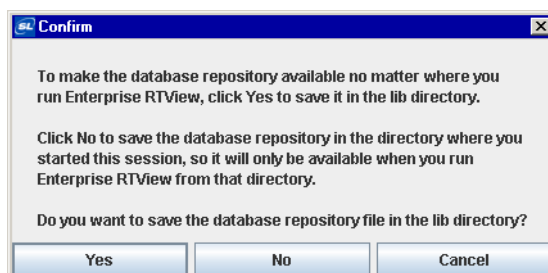 SL Confirm
To make the database repository available no matter where you
run Enterprise RTView, click Yes to save it in the lib directory.
Click No to save the database repository in the directory where you
started this session, so it will only be available when you run
Enterprise RTView from that directory.
Do you want to save the database repository file in the lib directory?
Yes No Cancel